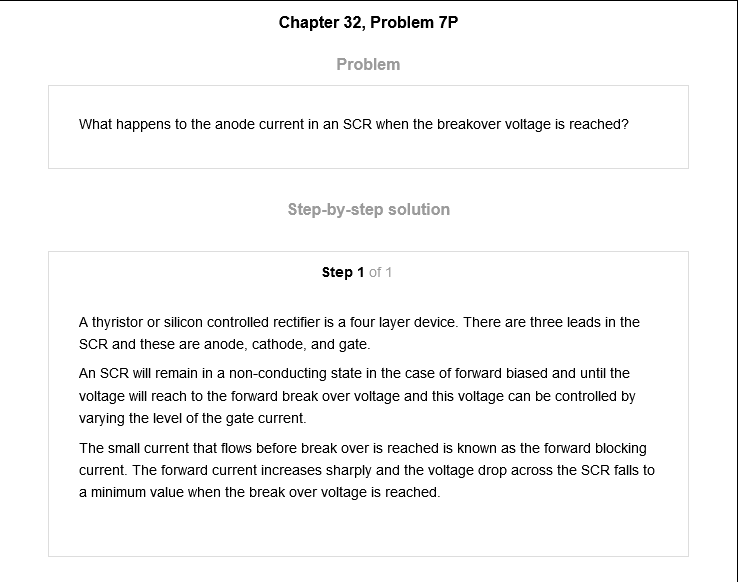 Chapter 32, Problem 7P
Problem
What happens to the anode current in an SCR when the breakover voltage is reached?
Step-by-step solution
Step 1 of 1
A thyristor or silicon controlled rectifier is a four layer device. There are three leads in the
SCR and these are anode, cathode, and gate.
An SCR will remain in a non-conducting state in the case of forward biased and until the
voltage will reach to the forward break over voltage and this voltage can be controlled by
varying the level of the gate current.
The small current that flows before break over is reached is known as the forward blocking
current. The forward current increases sharply and the voltage drop across the SCR falls to
a minimum value when the break over voltage is reached.